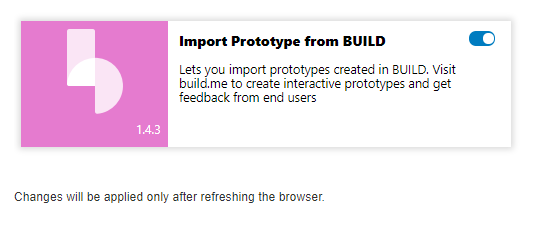 Import Prototype from BUILD
Lets you import prototypes created in BUILD. Visit
build.me to create interactive prototypes and get
feedback from end users
1.4.3
Changes will be applied only after refreshing the browser.